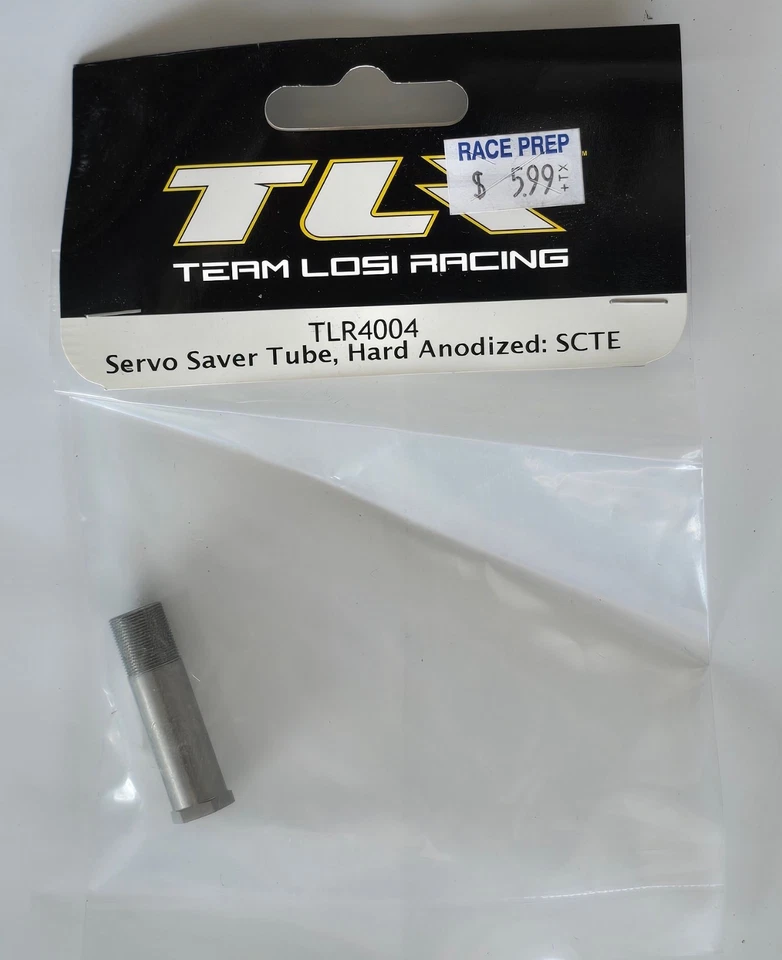 RACE PREP
$ 5.99 +TX
TLR
TEAM LOSI RACING
TLR4004
Servo Saver Tube, Hard Anodized: SCTE